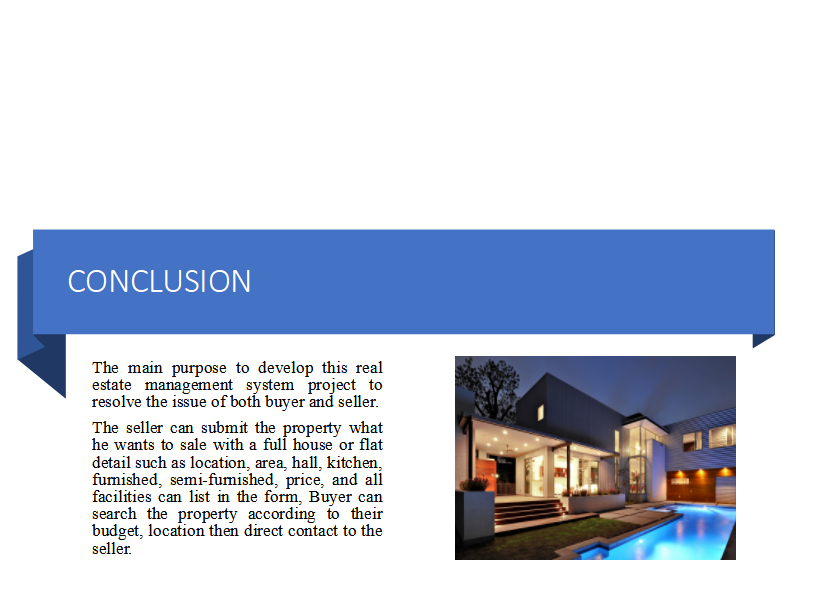 CONCLUSION
The main purpose to develop this real
estate management system project to
resolve the issue of both buyer and seller.
The seller can submit the property what
he wants to sale with a full house or flat
detail such as location, area, hall, kitchen,
furnished, semi-furnished, price, and all
facilities can list in the form, Buyer can
search the property according to their
budget, location then direct contact to the
seller.